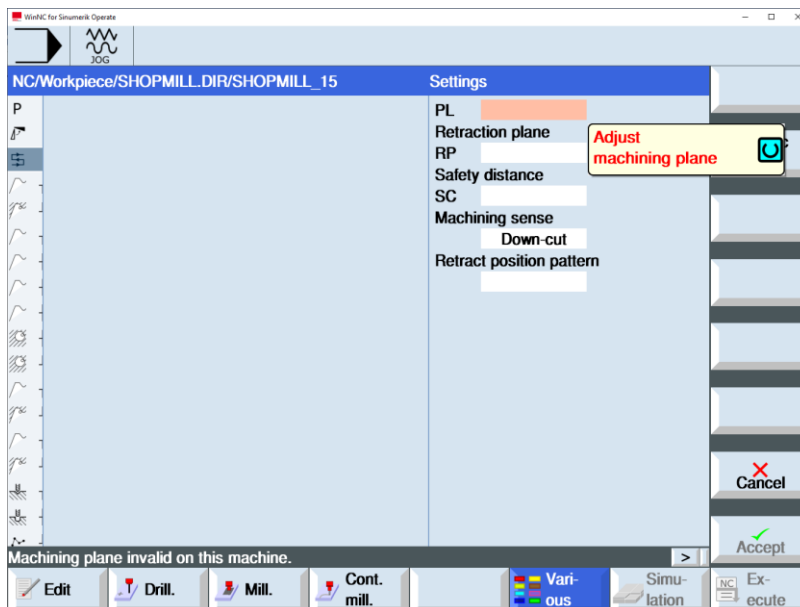 WinNC for Sinumerik Operate
JOG
NC/Workpiece/SHOPMILL.DIR/SHOPMILL_15
Settings
P
PL
Retraction plane
RP
Safety distance
SC
Machining sense
Down-cut
Retract position pattern
Adjust
machining plane
Cancel
Accept
Machining plane invalid on this machine.
>
Edit
Drill.
Mill.
Cont.
mill.
Vari-
ous
Simu-
lation
NC
Ex-
ecute